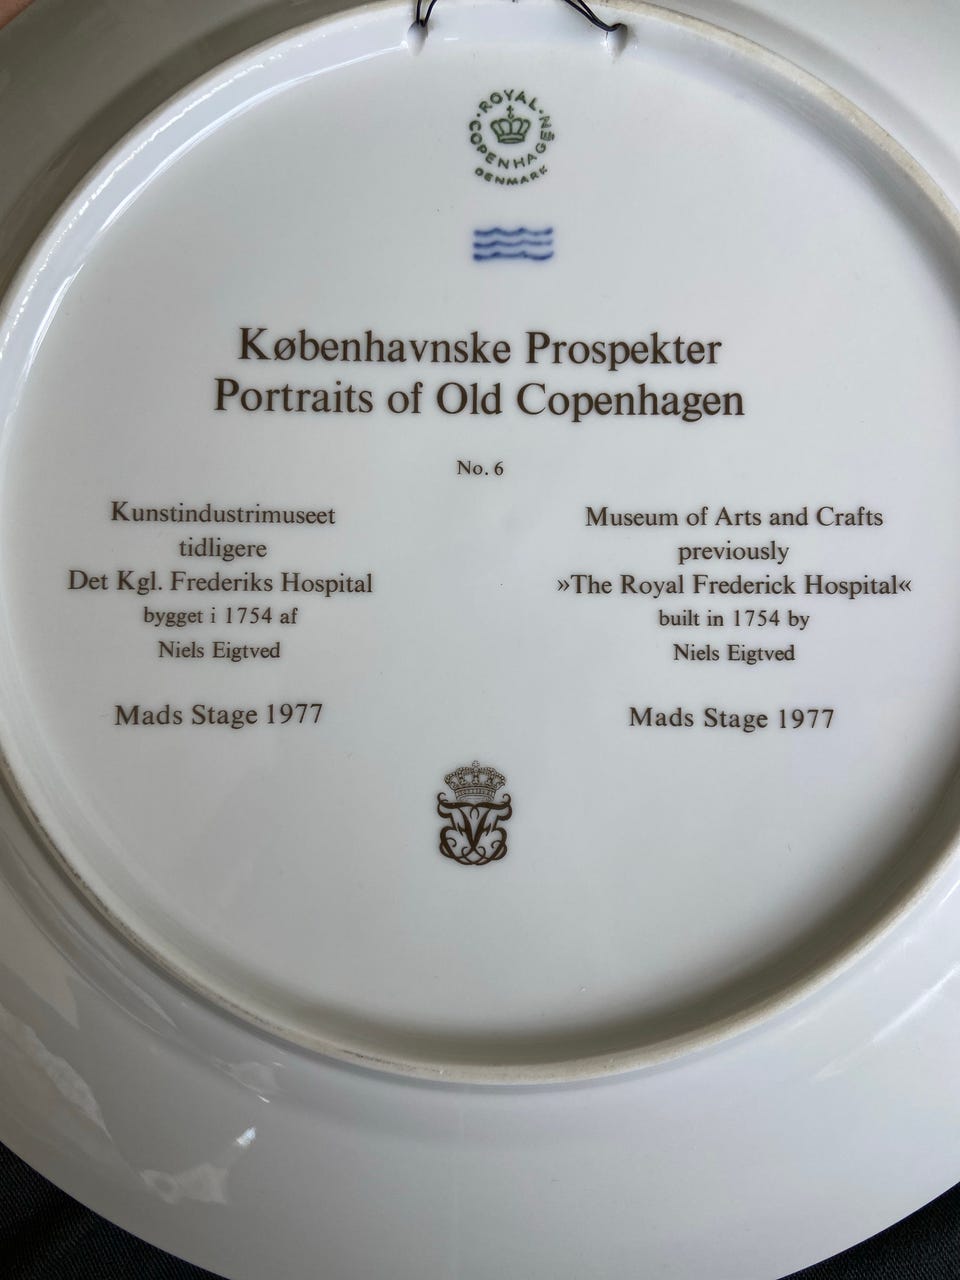 ROYAL COPENHAGEN
DENMARK
Københavnske Prospekter
Portraits of Old Copenhagen
No. 6
Kunstindustrimuseet
tidligere
Det Kgl. Frederiks Hospital
bygget i 1754 af
Niels Eigtved
Mads Stage 1977
Museum of Arts and Crafts
previously
»The Royal Frederick Hospital«
built in 1754 by
Niels Eigtved
Mads Stage 1977